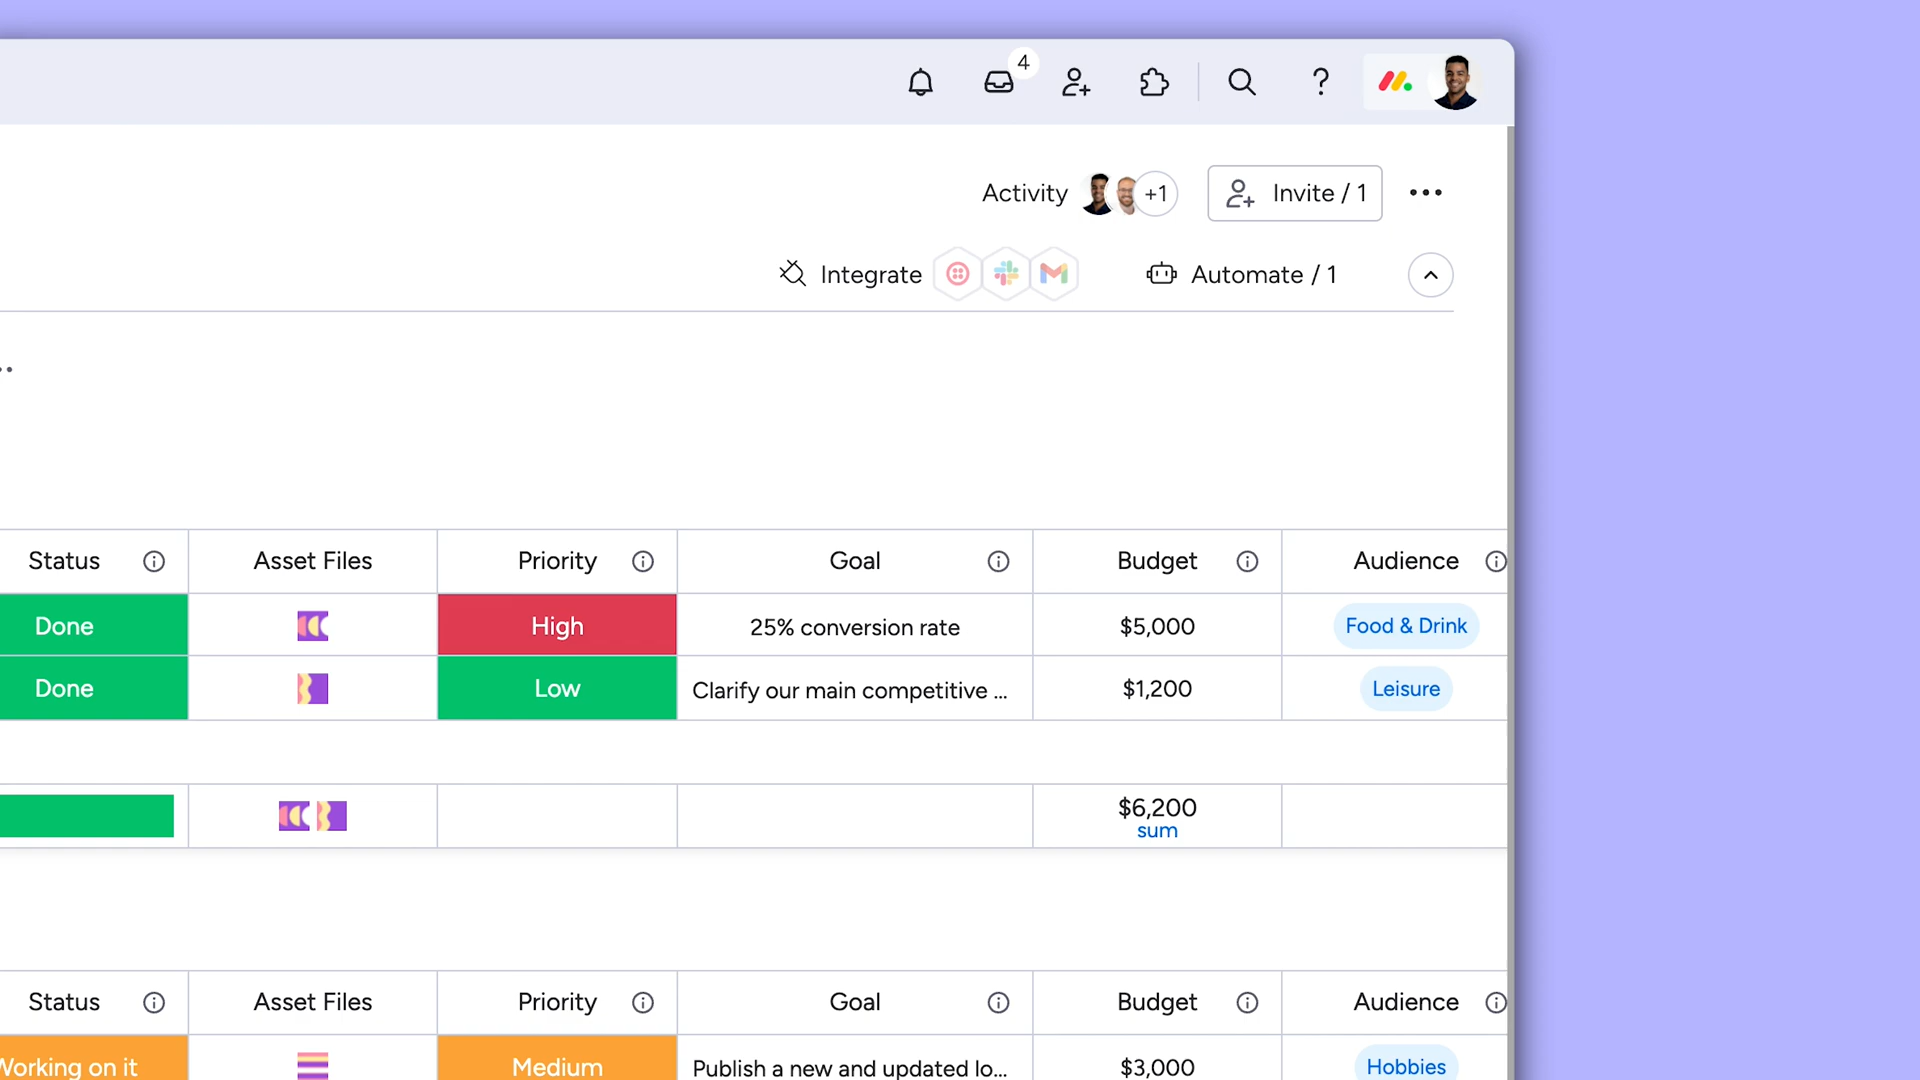 4
Activity +1 Invite / 1
Integrate Automate / 1
Status Asset Files Priority Goal Budget Audience
Done High 25% conversion rate $5,000 Food & Drink
Done Low Clarify our main competitive ... $1,200 Leisure
$6,200
sum
Status Asset Files Priority Goal Budget Audience
Working on it Medium Publish a new and updated lo... $3,000 Hobbies